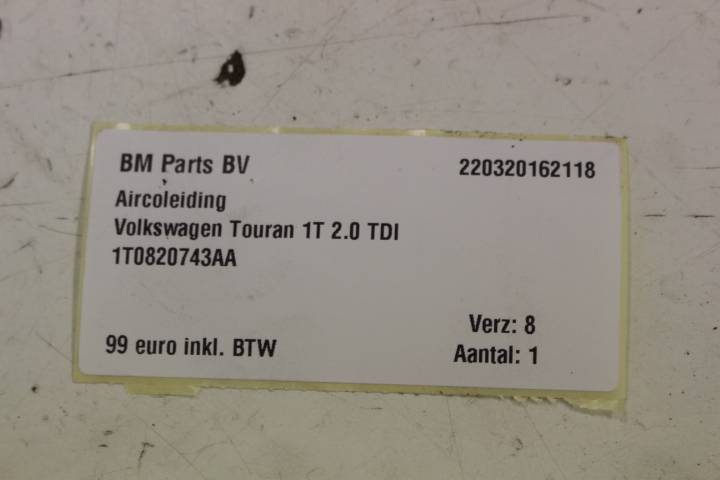 BM Parts BV 220320162118
Aircoleiding
Volkswagen Touran 1T 2.0 TDI
1T0820743AA
Verz: 8
99 euro inkl. BTW Aantal: 1